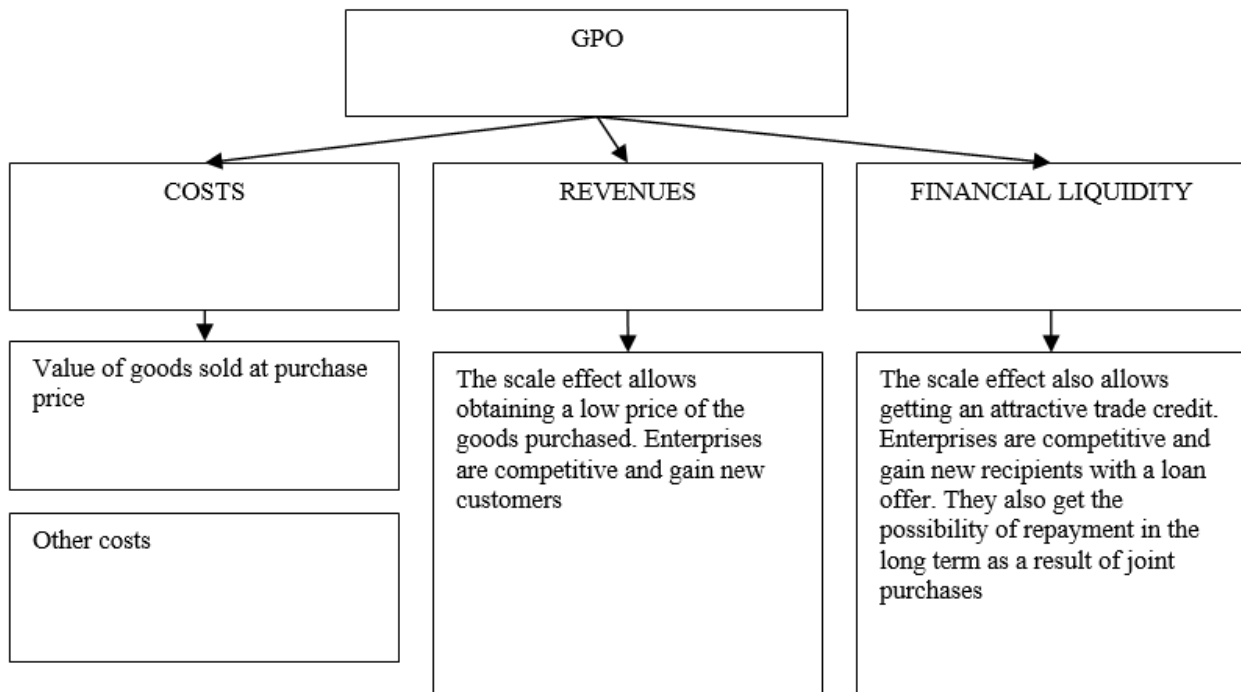 GPO
COSTS
REVENUES
FINANCIAL LIQUIDITY
Value of goods sold at purchase
price
Other costs
The scale effect allows
obtaining a low price of the
goods purchased. Enterprises
are competitive and gain new
customers
The scale effect also allows
getting an attractive trade credit.
Enterprises are competitive and
gain new recipients with a loan
offer. They also get the
possibility of repayment in the
long term as a result of joint
purchases